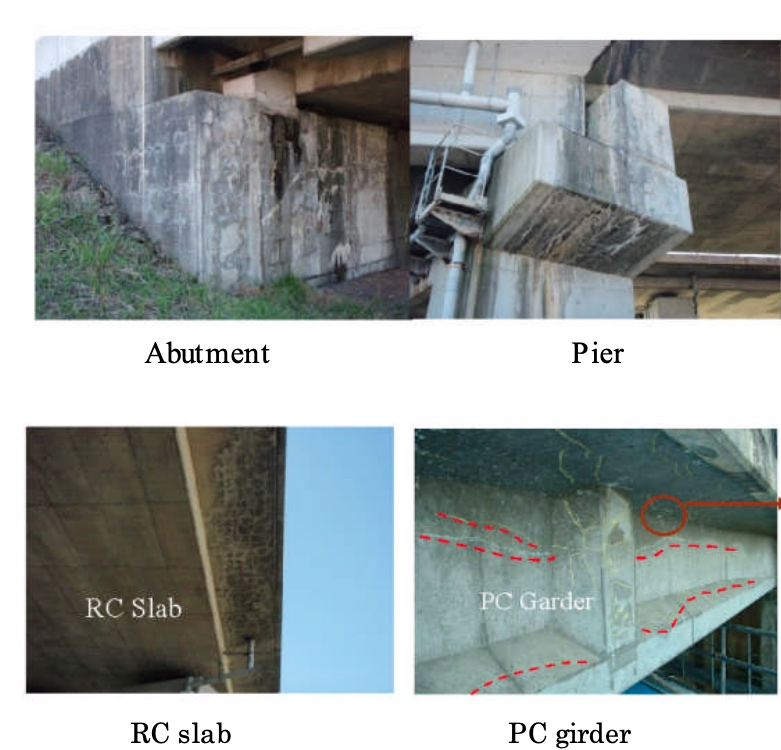 Abutment
Pier
RC Slab
PC Garder
RC slab
PC girder